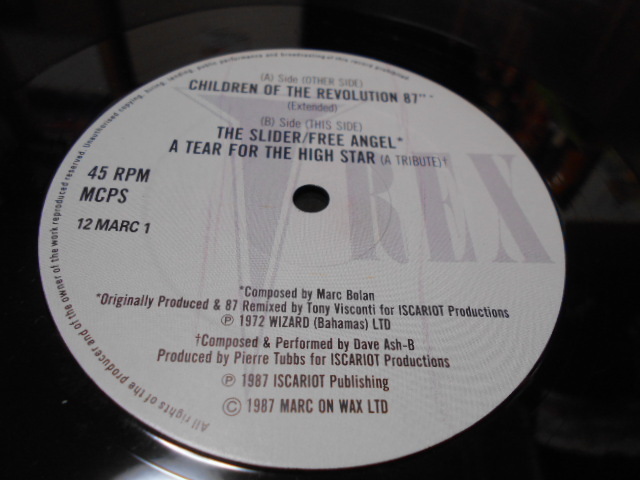 (A) Side (OTHER SIDE)
CHILDREN OF THE REVOLUTION 87"*
(Extended)
(B) Side (THIS SIDE)
THE SLIDER/FREE ANGEL*
A TEAR FOR THE HIGH STAR (A TRIBUTE)†
45 RPM
MCPS
12 MARC 1
T REX
*Composed by Marc Bolan
*Originally Produced & 87 Remixed by Tony Visconti for ISCARIOT Productions
℗ 1972 WIZARD (Bahamas) LTD
†Composed & Performed by Dave Ash-B
Produced by Pierre Tubbs for ISCARIOT Productions
℗ 1987 ISCARIOT Publishing
© 1987 MARC ON WAX LTD
All rights of the producer and of the owner of the work reproduced reserved. Unauthorised copying, hiring, lending, public performance and broadcasting of this record prohibited